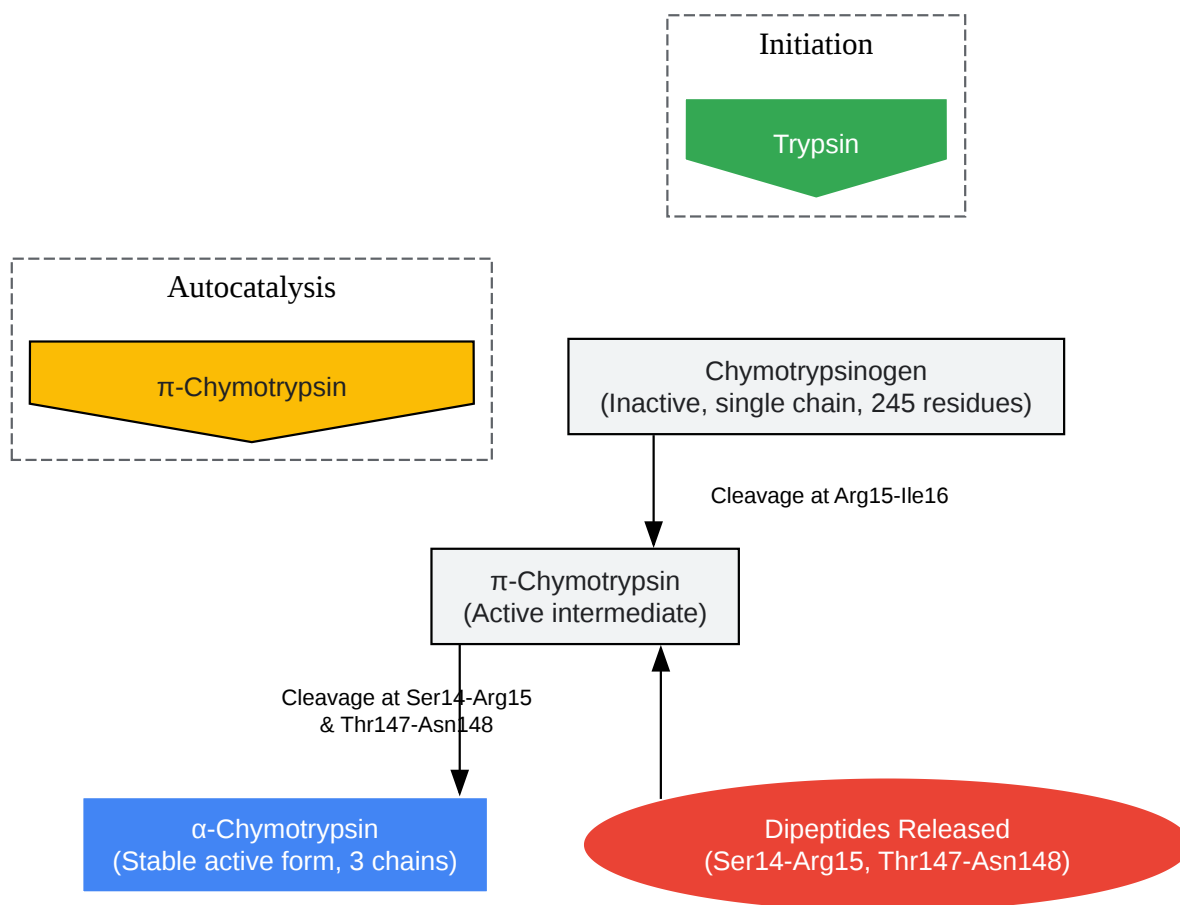 Initiation
Trypsin
Autocatalysis
π-Chymotrypsin
Chymotrypsinogen
(Inactive, single chain, 245 residues)
Cleavage at Arg15-Ile16
π-Chymotrypsin
(Active intermediate)
Cleavage at Ser14-Arg15
& Thr147-Asn148
α-Chymotrypsin
(Stable active form, 3 chains)
Dipeptides Released
(Ser14-Arg15, Thr147-Asn148)